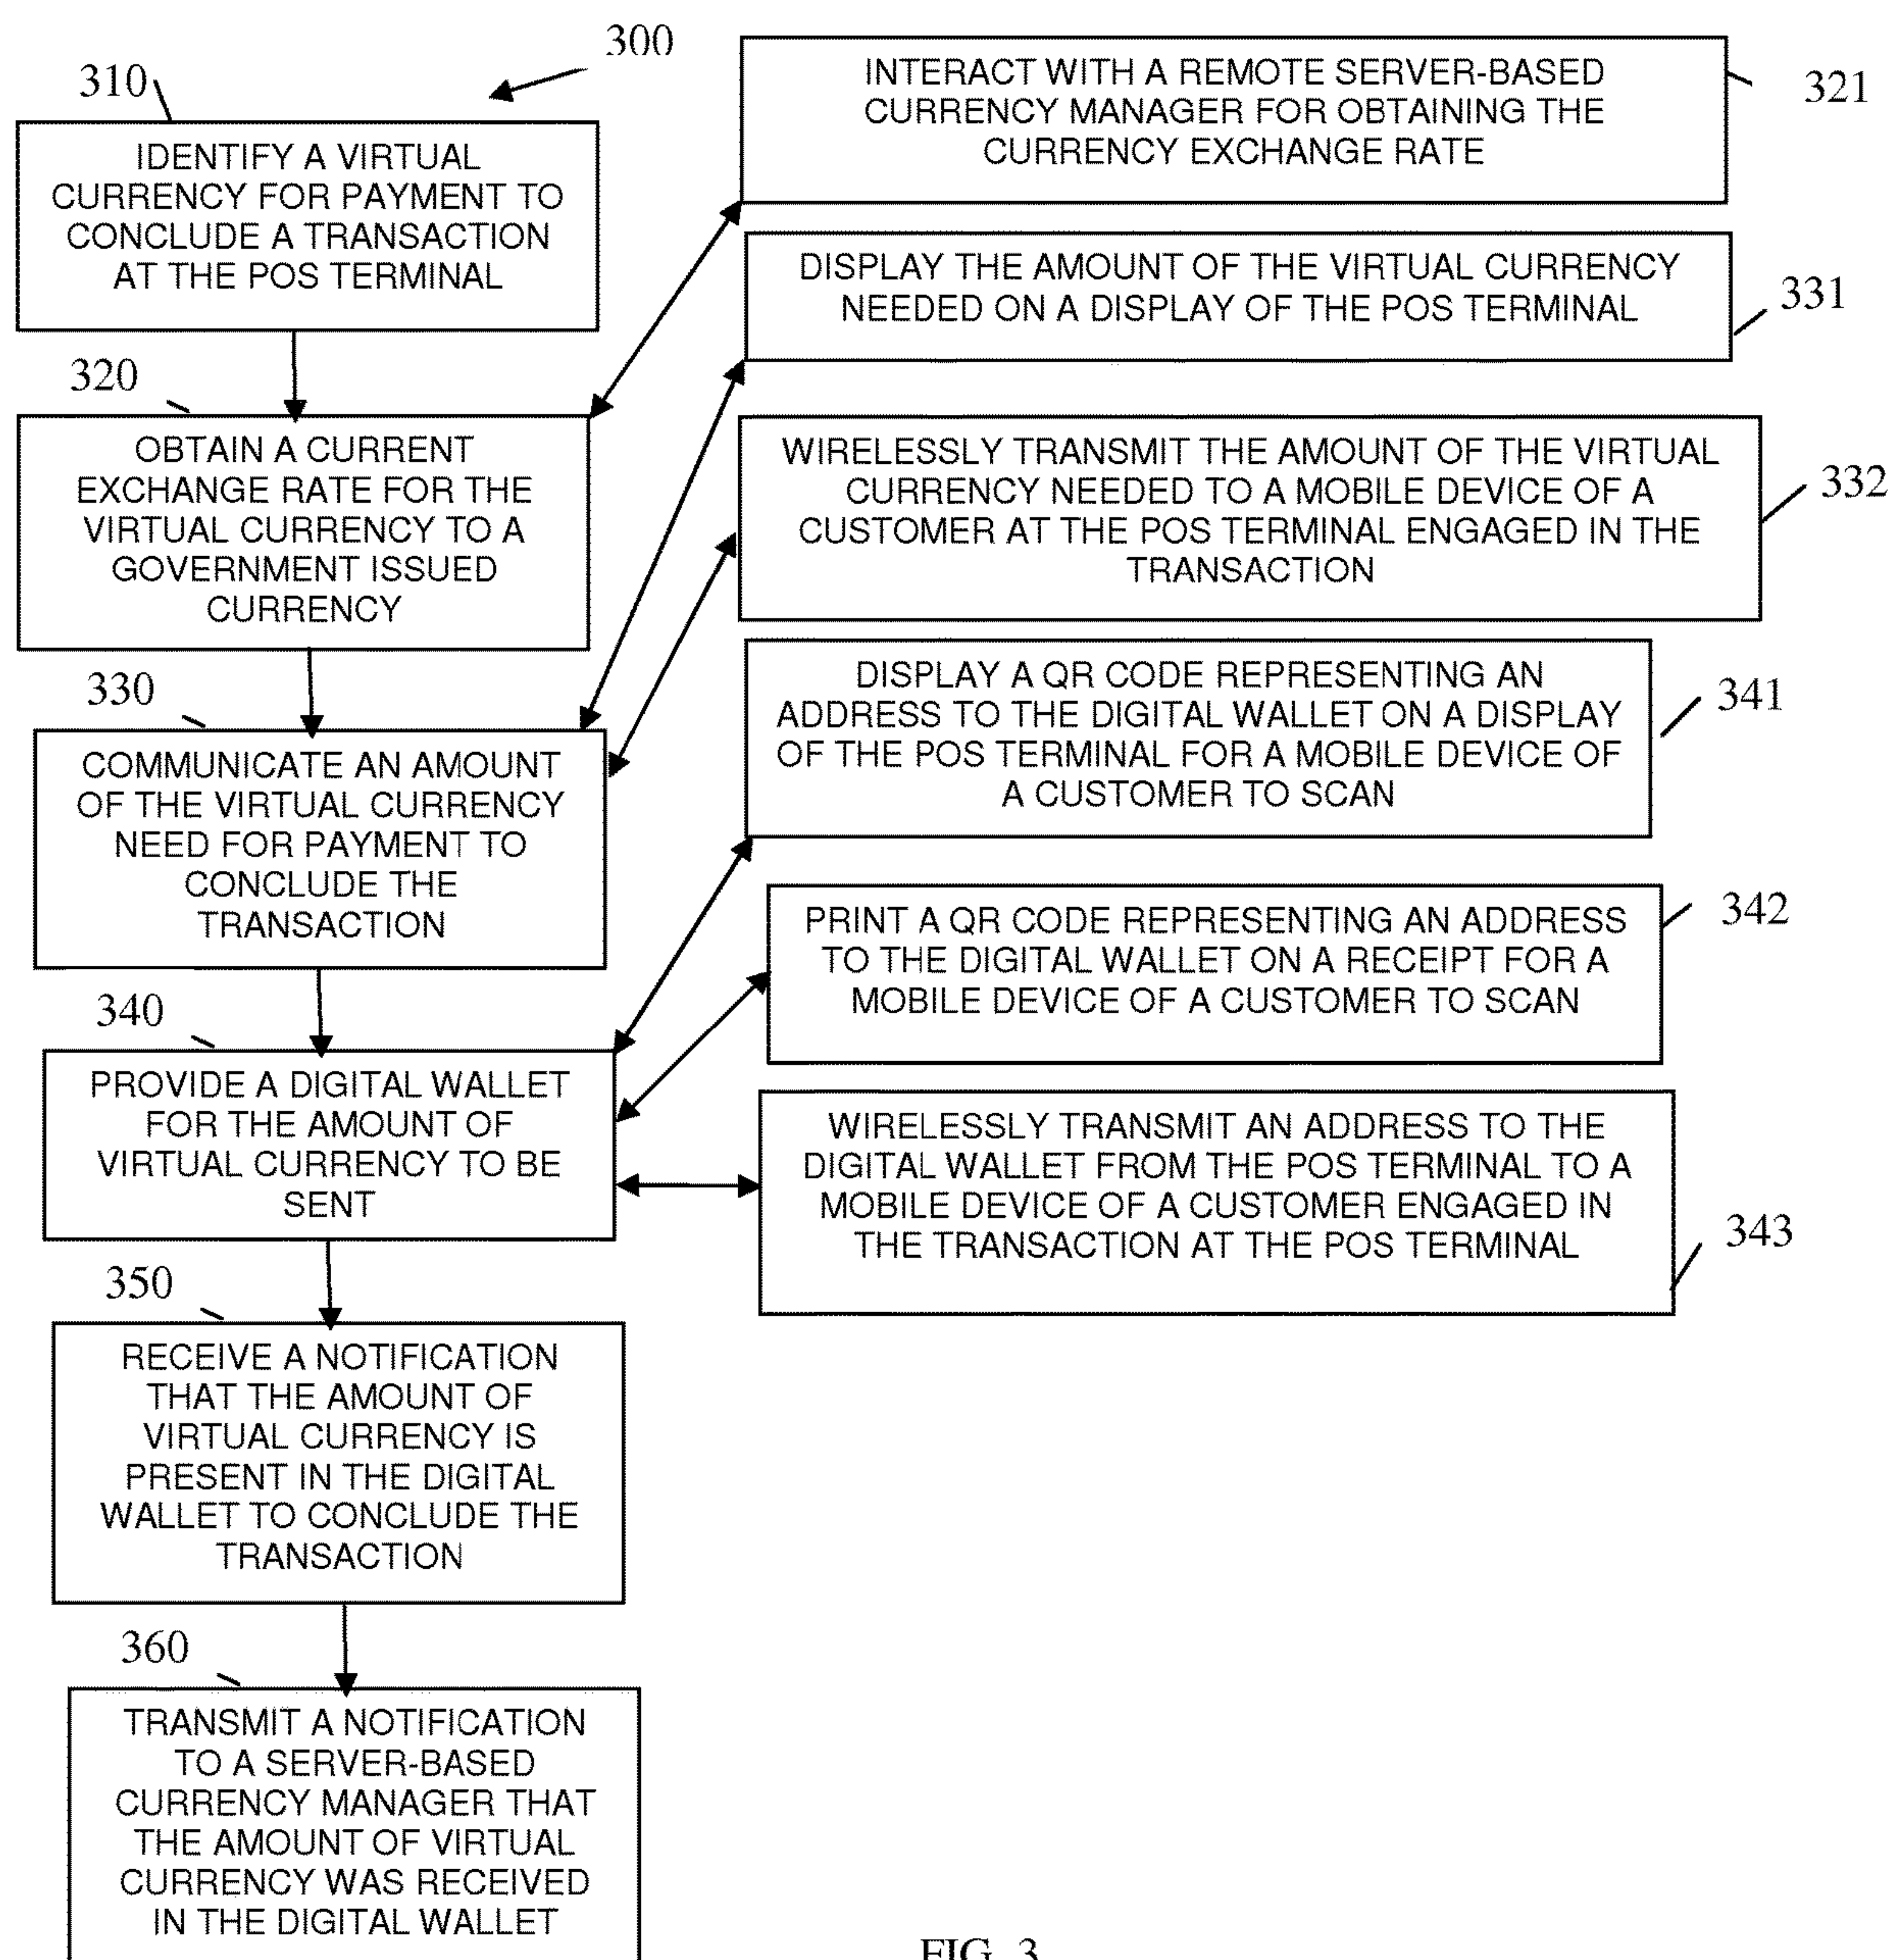 300
310
IDENTIFY A VIRTUAL
CURRENCY FOR PAYMENT TO
CONCLUDE A TRANSACTION
AT THE POS TERMINAL
320
OBTAIN A CURRENT
EXCHANGE RATE FOR THE
VIRTUAL CURRENCY TO A
GOVERNMENT ISSUED
CURRENCY
330
COMMUNICATE AN AMOUNT
OF THE VIRTUAL CURRENCY
NEED FOR PAYMENT TO
CONCLUDE THE
TRANSACTION
340
PROVIDE A DIGITAL WALLET
FOR THE AMOUNT OF
VIRTUAL CURRENCY TO BE
SENT
350
RECEIVE A NOTIFICATION
THAT THE AMOUNT OF
VIRTUAL CURRENCY IS
PRESENT IN THE DIGITAL
WALLET TO CONCLUDE THE
TRANSACTION
360
TRANSMIT A NOTIFICATION
TO A SERVER-BASED
CURRENCY MANAGER THAT
THE AMOUNT OF VIRTUAL
CURRENCY WAS RECEIVED
IN THE DIGITAL WALLET
INTERACT WITH A REMOTE SERVER-BASED
CURRENCY MANAGER FOR OBTAINING THE
CURRENCY EXCHANGE RATE
321
DISPLAY THE AMOUNT OF THE VIRTUAL CURRENCY
NEEDED ON A DISPLAY OF THE POS TERMINAL
331
WIRELESSLY TRANSMIT THE AMOUNT OF THE VIRTUAL
CURRENCY NEEDED TO A MOBILE DEVICE OF A
CUSTOMER AT THE POS TERMINAL ENGAGED IN THE
TRANSACTION
332
DISPLAY A QR CODE REPRESENTING AN
ADDRESS TO THE DIGITAL WALLET ON A DISPLAY
OF THE POS TERMINAL FOR A MOBILE DEVICE OF
A CUSTOMER TO SCAN
341
PRINT A QR CODE REPRESENTING AN ADDRESS
TO THE DIGITAL WALLET ON A RECEIPT FOR A
MOBILE DEVICE OF A CUSTOMER TO SCAN
342
WIRELESSLY TRANSMIT AN ADDRESS TO THE
DIGITAL WALLET FROM THE POS TERMINAL TO A
MOBILE DEVICE OF A CUSTOMER ENGAGED IN
THE TRANSACTION AT THE POS TERMINAL
343
FIG. 3